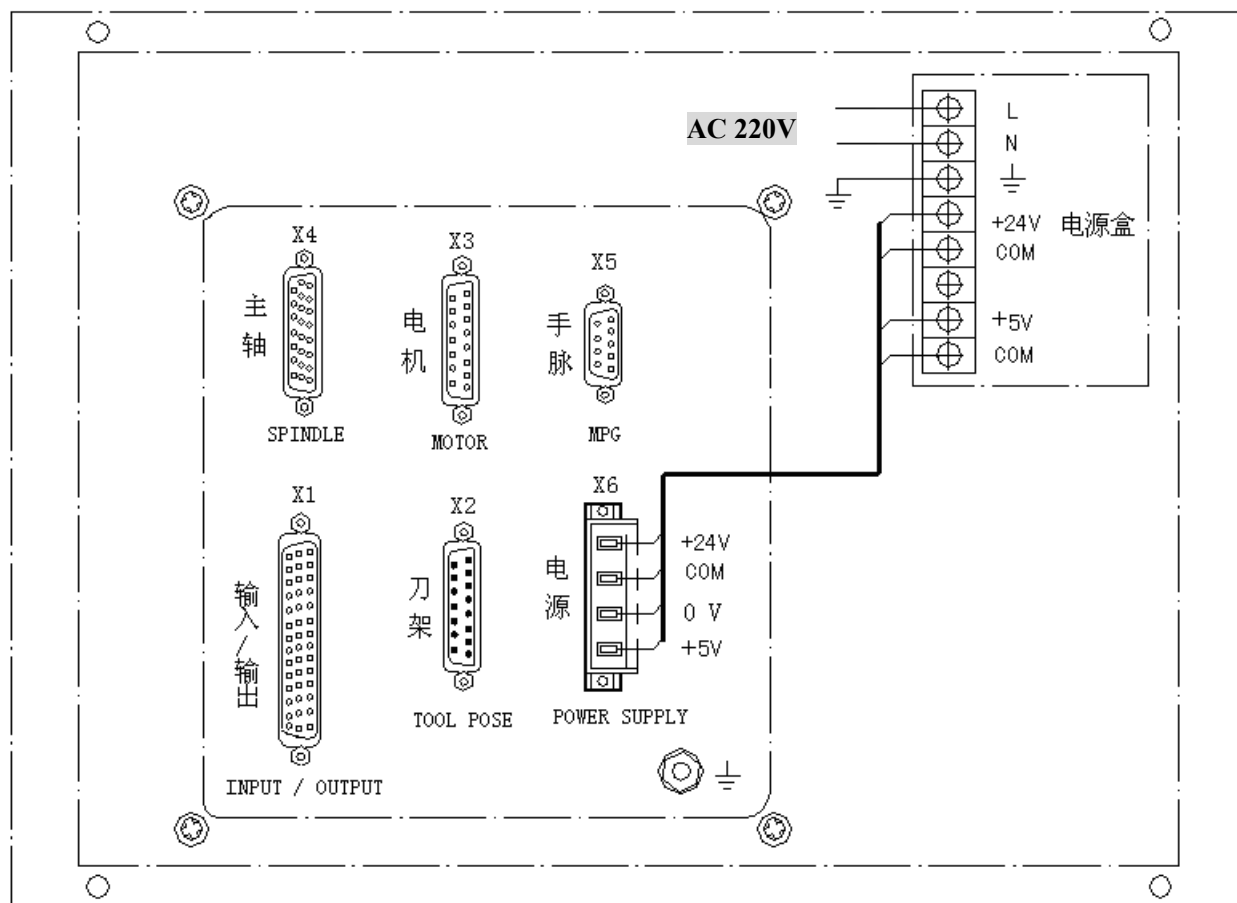 AC 220V
L
N
+24V
电源盒
COM
+5V
COM
X4
主轴
SPINDLE
X3
电机
MOTOR
X5
手脉
MPG
X1
输入/输出
INPUT / OUTPUT
X2
刀架
TOOL POSE
X6
电源
+24V
COM
0 V
+5V
POWER SUPPLY